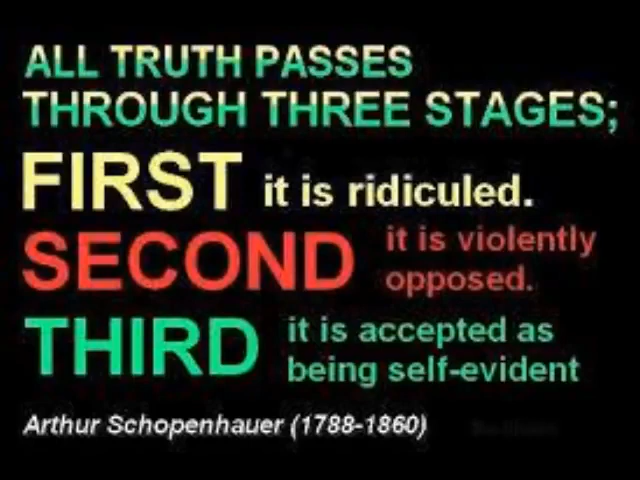 ALL TRUTH PASSES
THROUGH THREE STAGES;
FIRST it is ridiculed.
SECOND it is violently
opposed.
THIRD it is accepted as
being self-evident
Arthur Schopenhauer (1788-1860)